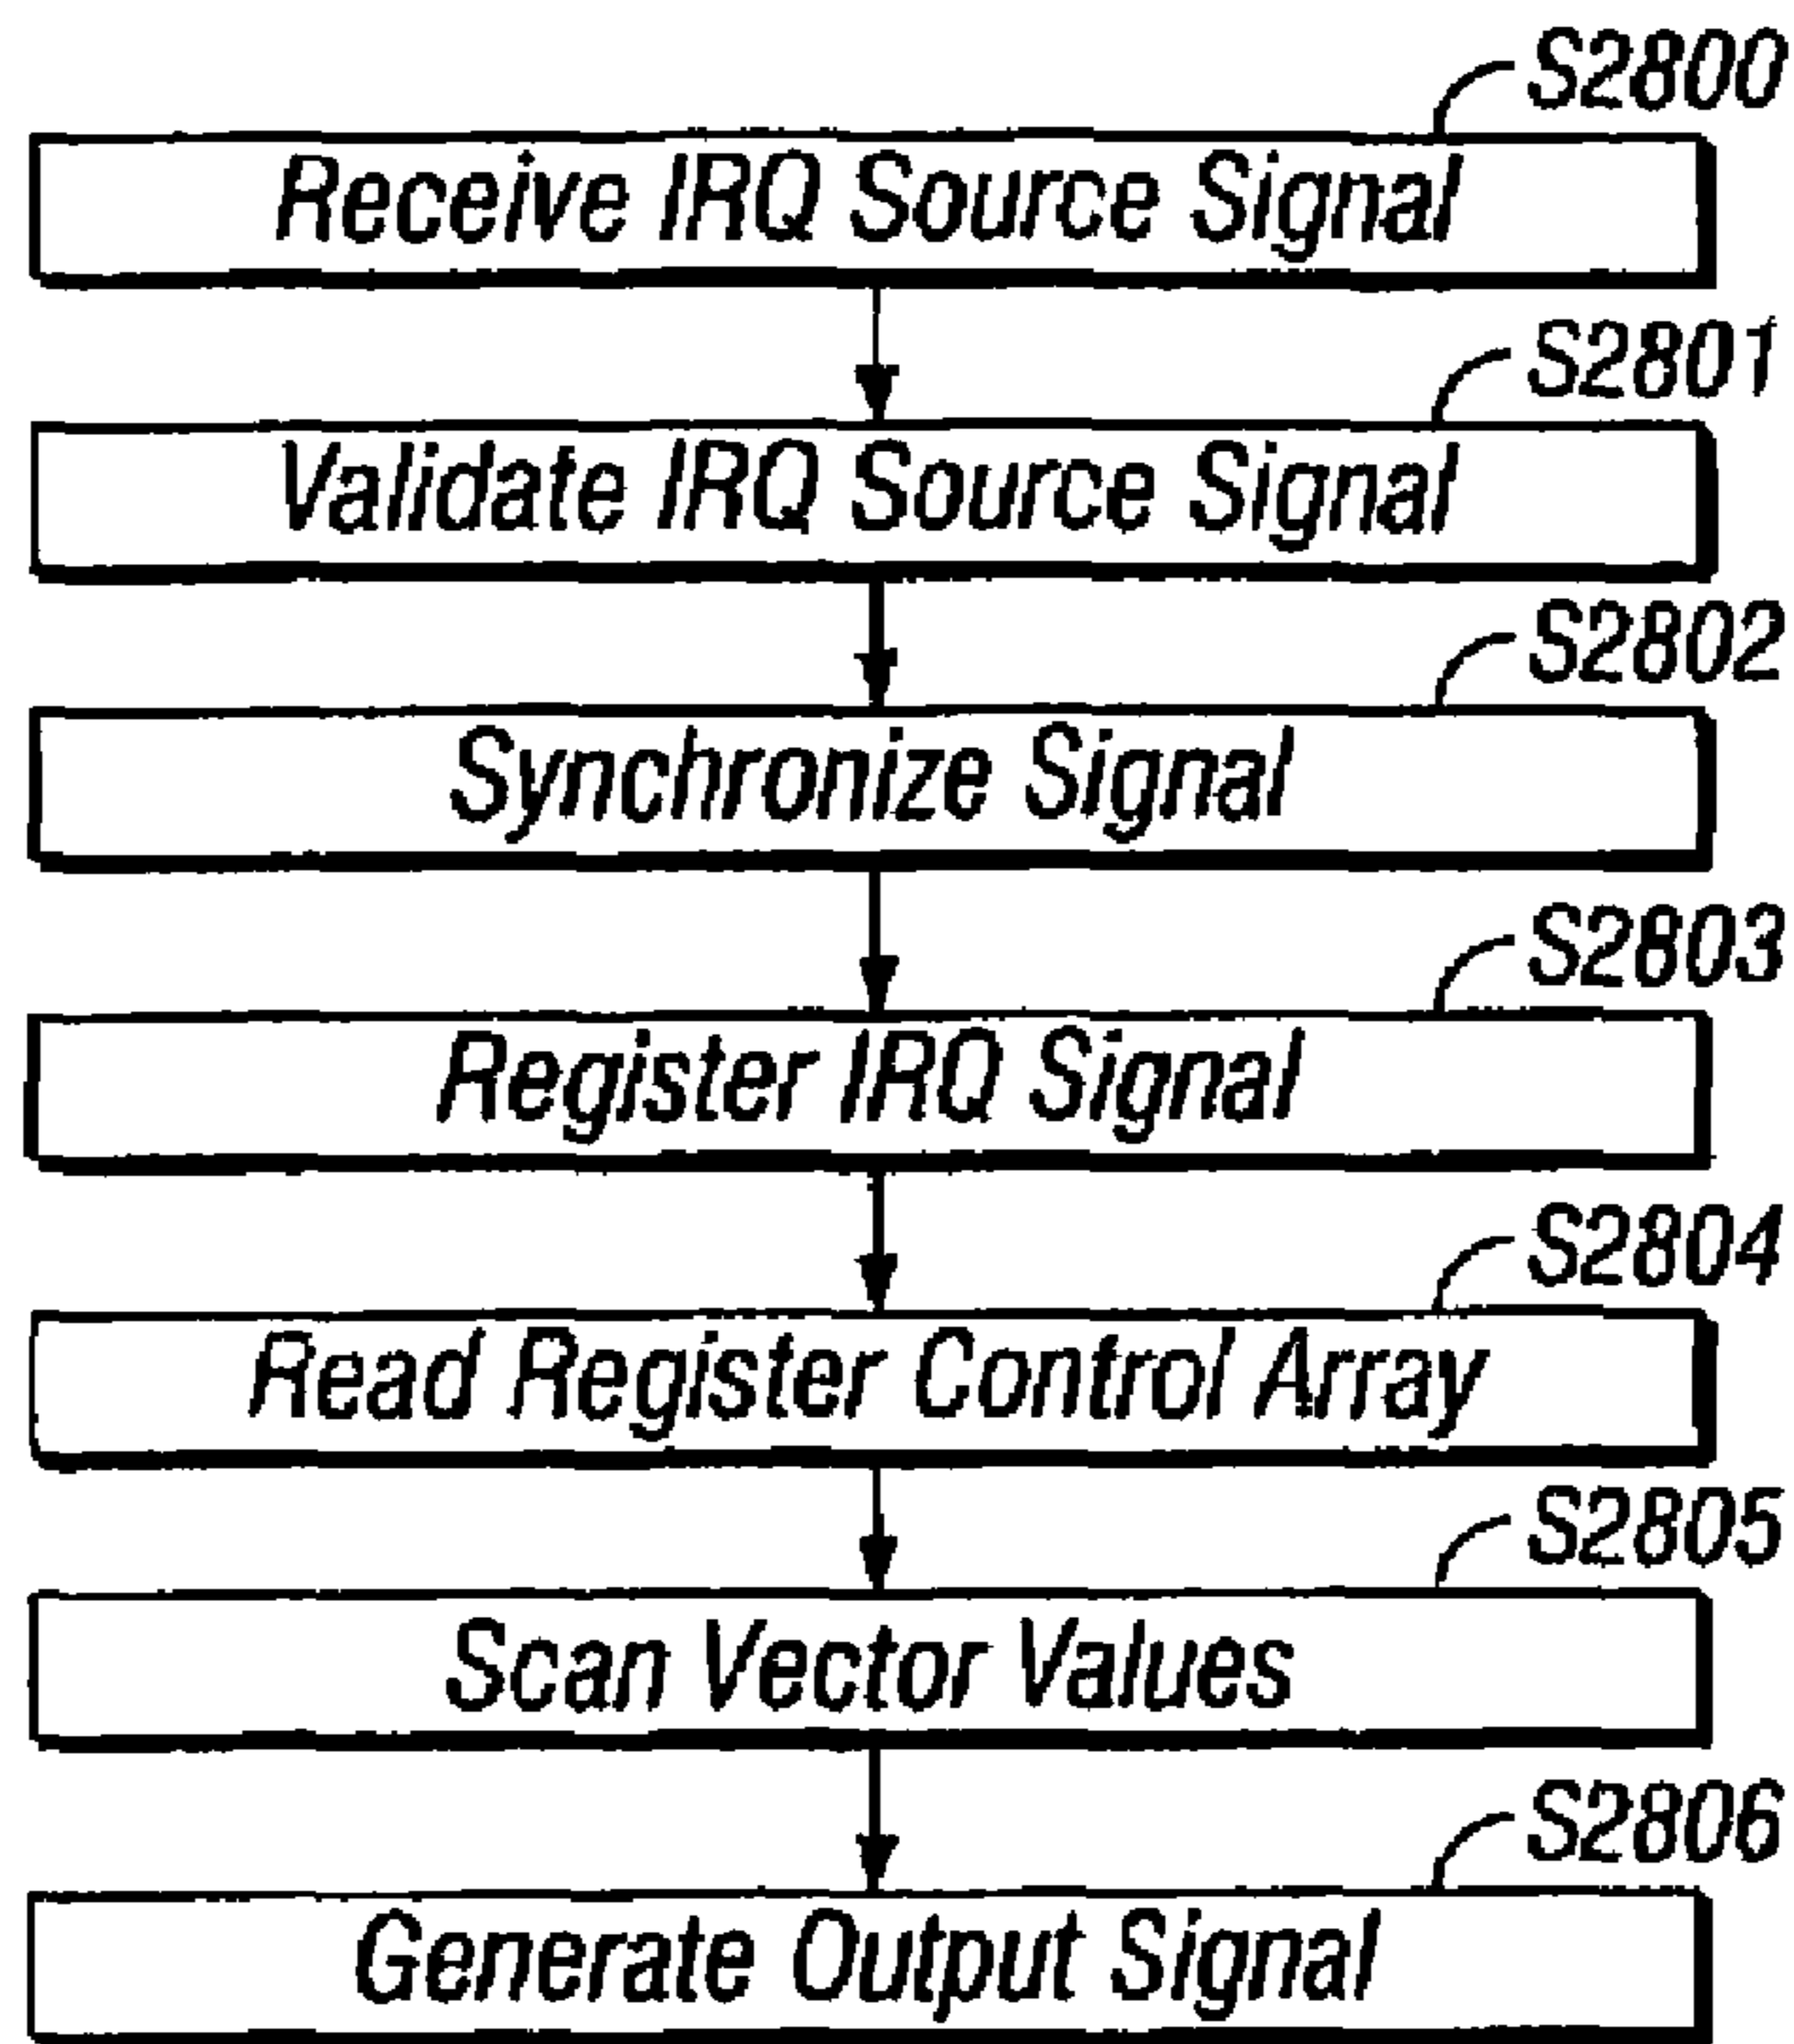 S2800
Receive IRQ Source Signal
S2801
Validate IRQ Source Signal
S2802
Synchronize Signal
S2803
Register IRQ Signal
S2804
Read Register Control Array
S2805
Scan Vector Values
S2806
Generate Output Signal